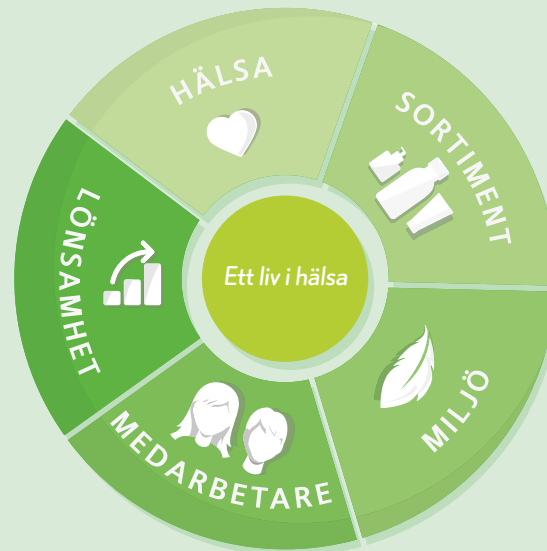 HÄLSA
SORTIMENT
MILJÖ
MEDARBETARE
LÖNSAMHET
Ett liv i hälsa